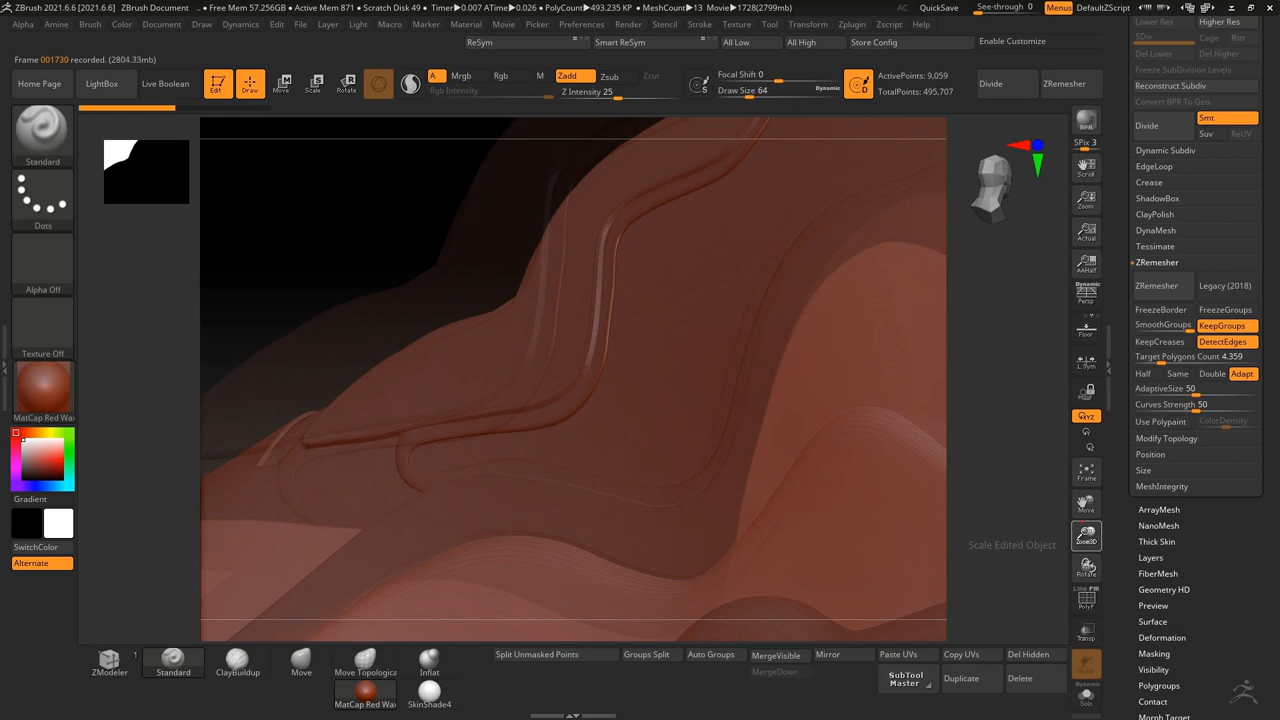 ZBrush 2021.6.6 [2021.6.6] ZBrush Document .. • Free Mem 57.256GB • Active Mem 871 • Scratch Disk 49 • Timer▶0.007 ATime▶0.026 • PolyCount▶493.235 KP • MeshCount▶13 Movie▶1728(2799mb)
AC QuickSave See-through 0 Menus DefaultZScript
Alpha Anime Brush Color Document Draw Dynamics Edit File Layer Light Macro Marker Material Movie Picker Preferences Render Stencil Stroke Texture Tool Transform Zplugin Zscript Help
ReSym Smart ReSym All Low All High Store Config Enable Customize
Frame 001730 recorded. (2804.33mb)
Home Page LightBox Live Boolean
Edit Draw Move Scale Rotate
A Mrgb Rgb M Zadd Zsub Zcut
Rgb Intensity Z Intensity 25
S
Focal Shift 0
Draw Size 64 Dynamic
D
ActivePoints: 9,059
TotalPoints: 495,707
Divide ZRemesher
Standard
Dots
Alpha Off
Texture Off
MatCap Red Wax
Gradient
SwitchColor
Alternate
BPR
SPix 3
Scroll
Zoom
Actual
AAHalf
Dynamic
Persp
Floor
L.Sym
XYZ
Frame
Move
Zoom3D
Rotate
Line Fill
PolyF
Transp
Dynamic
Solo
Scale Edited Object
Lower Res Higher Res
SDiv Cage Rstr
Del Lower Del Higher
Freeze SubDivision Levels
Reconstruct Subdiv
Convert BPR To Geo
Divide Smt
Suv ReUV
Dynamic Subdiv
EdgeLoop
Crease
ShadowBox
ClayPolish
DynaMesh
Tessimate
ZRemesher
ZRemesher Legacy (2018)
FreezeBorder FreezeGroups
SmoothGroups KeepGroups
KeepCreases DetectEdges
Target Polygons Count 4.359
Half Same Double Adapt
AdaptiveSize 50
Curves Strength 50
Use Polypaint ColorDensity
Modify Topology
Position
Size
MeshIntegrity
ArrayMesh
NanoMesh
Thick Skin
Layers
FiberMesh
Geometry HD
Preview
Surface
Deformation
Masking
Visibility
Polygroups
Contact
Morph Target
ZModeler 1 Standard ClayBuildup Move Move Topologica Inflat
MatCap Red Wax SkinShade4
Split Unmasked Points Groups Split Auto Groups MergeVisible Mirror Paste UVs Copy UVs Del Hidden
MergeDown SubTool Master Duplicate Delete